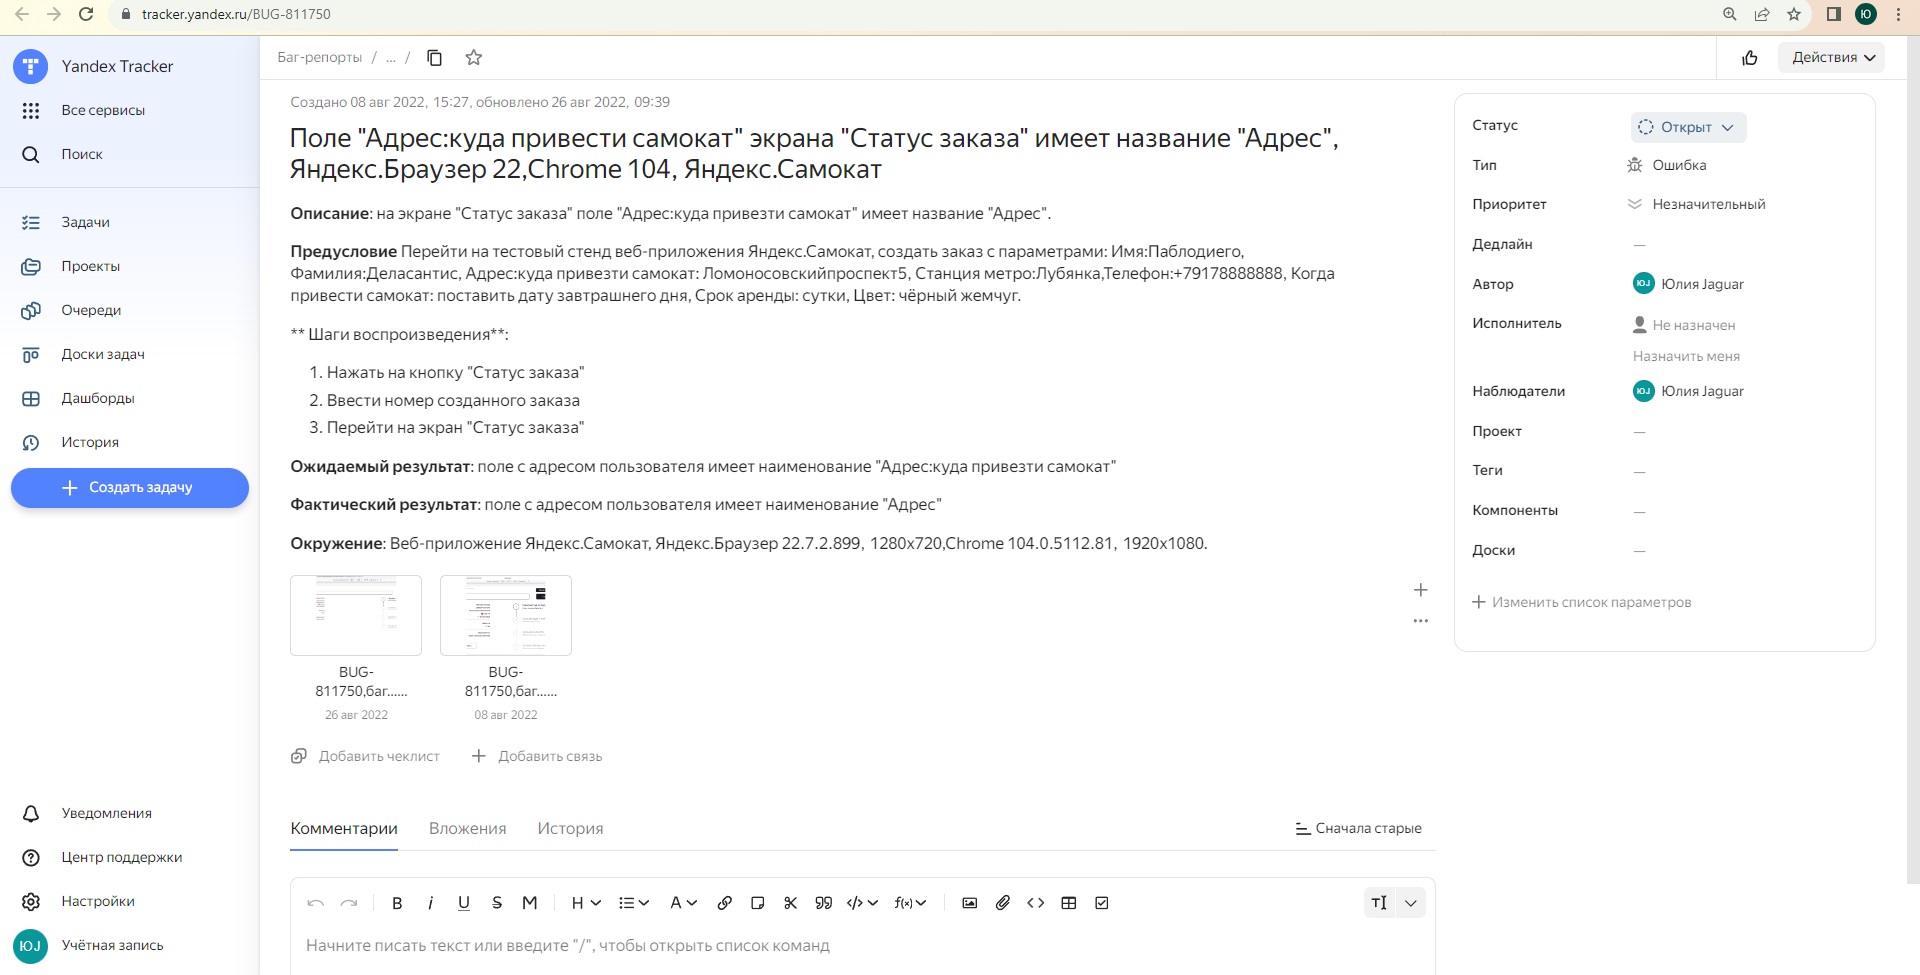 tracker.yandex.ru/BUG-811750
Ю
Yandex Tracker
Все сервисы
Поиск
Задачи
Проекты
Очереди
Доски задач
Дашборды
История
Создать задачу
Уведомления
Центр поддержки
Настройки
ЮJ Учётная запись
Баг-репорты / ... /
Действия
Создано 08 авг 2022, 15:27, обновлено 26 авг 2022, 09:39
Поле "Адрес:куда привести самокат" экрана "Статус заказа" имеет название "Адрес",
Яндекс.Браузер 22,Chrome 104, Яндекс.Самокат
Описание: на экране "Статус заказа" поле "Адрес:куда привезти самокат" имеет название "Адрес".
Предусловие Перейти на тестовый стенд веб-приложения Яндекс.Самокат, создать заказ с параметрами: Имя:Паблодиего,
Фамилия:Деласантис, Адрес:куда привезти самокат: Ломоносовскийпроспект5, Станция метро:Лубянка,Телефон:+79178888888, Когда
привести самокат: поставить дату завтрашнего дня, Срок аренды: сутки, Цвет: чёрный жемчуг.
** Шаги воспроизведения**:
1. Нажать на кнопку "Статус заказа"
2. Ввести номер созданного заказа
3. Перейти на экран "Статус заказа"
Ожидаемый результат: поле с адресом пользователя имеет наименование "Адрес:куда привезти самокат"
Фактический результат: поле с адресом пользователя имеет наименование "Адрес"
Окружение: Веб-приложение Яндекс.Самокат, Яндекс.Браузер 22.7.2.899, 1280x720,Chrome 104.0.5112.81, 1920x1080.
BUG-
811750,баг......
26 авг 2022
BUG-
811750,баг......
08 авг 2022
Добавить чеклист
Добавить связь
Комментарии
Вложения
История
Сначала старые
B i U S M H A f(x) TI
Начните писать текст или введите "/", чтобы открыть список команд
Статус Открыт
Тип Ошибка
Приоритет Незначительный
Дедлайн —
Автор ЮJ Юлия Jaguar
Исполнитель Не назначен
Назначить меня
Наблюдатели ЮJ Юлия Jaguar
Проект —
Теги —
Компоненты —
Доски —
Изменить список параметров